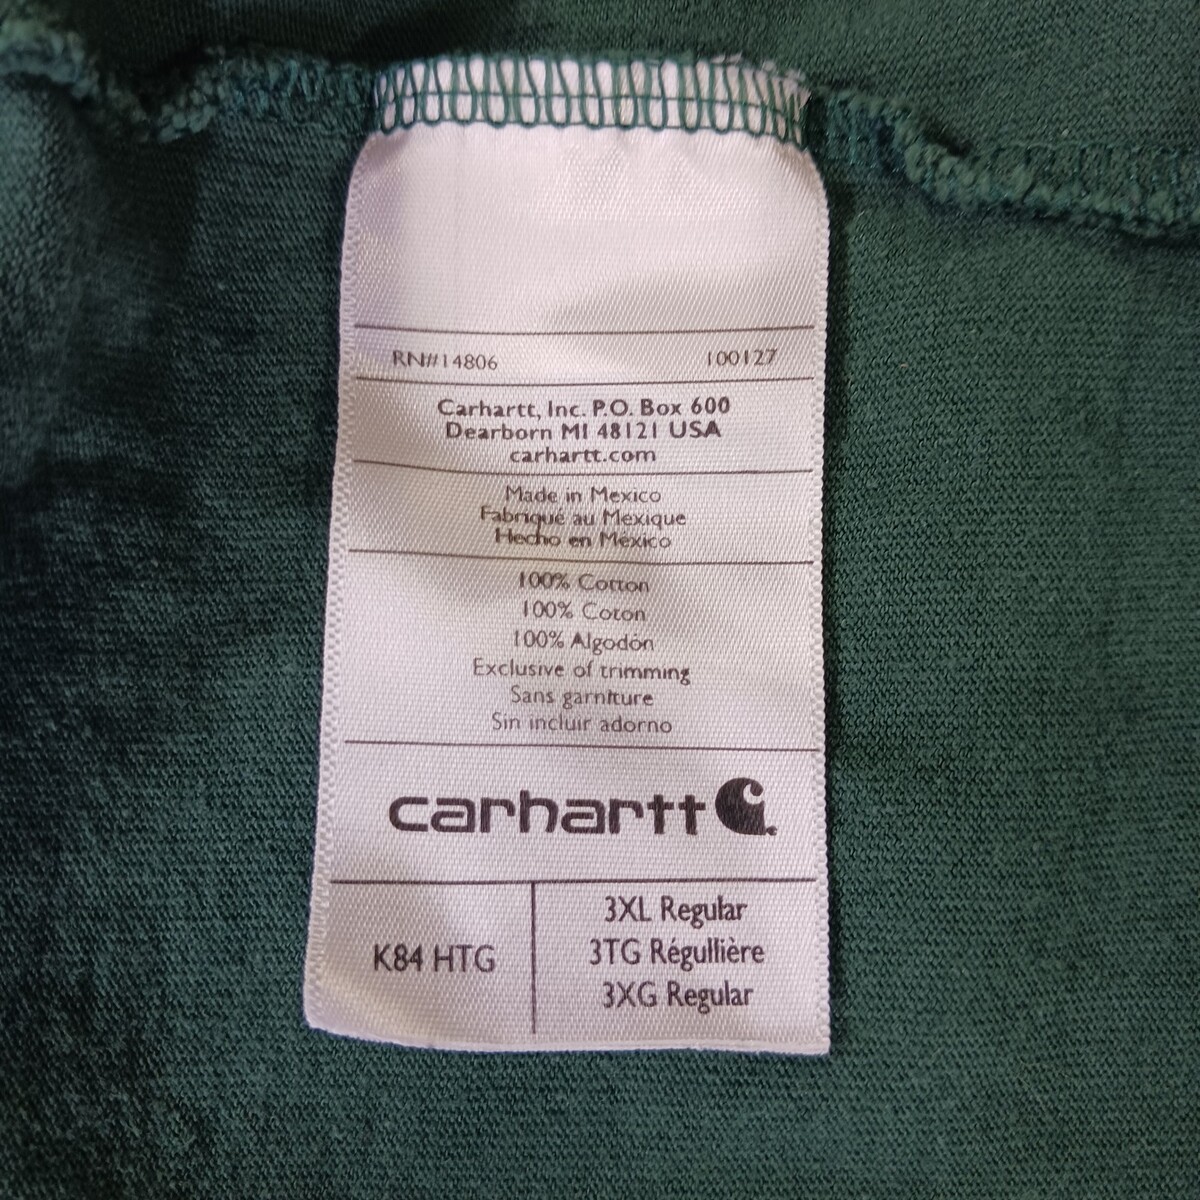 RN#14806 100127
Carhartt, Inc. P.O. Box 600
Dearborn MI 48121 USA
carhartt.com
Made in Mexico
Fabriqué au Mexique
Hecho en México
100% Cotton
100% Coton
100% Algodón
Exclusive of trimming
Sans garniture
Sin incluir adorno
carhartt
K84 HTG
3XL Regular
3TG Régullière
3XG Regular